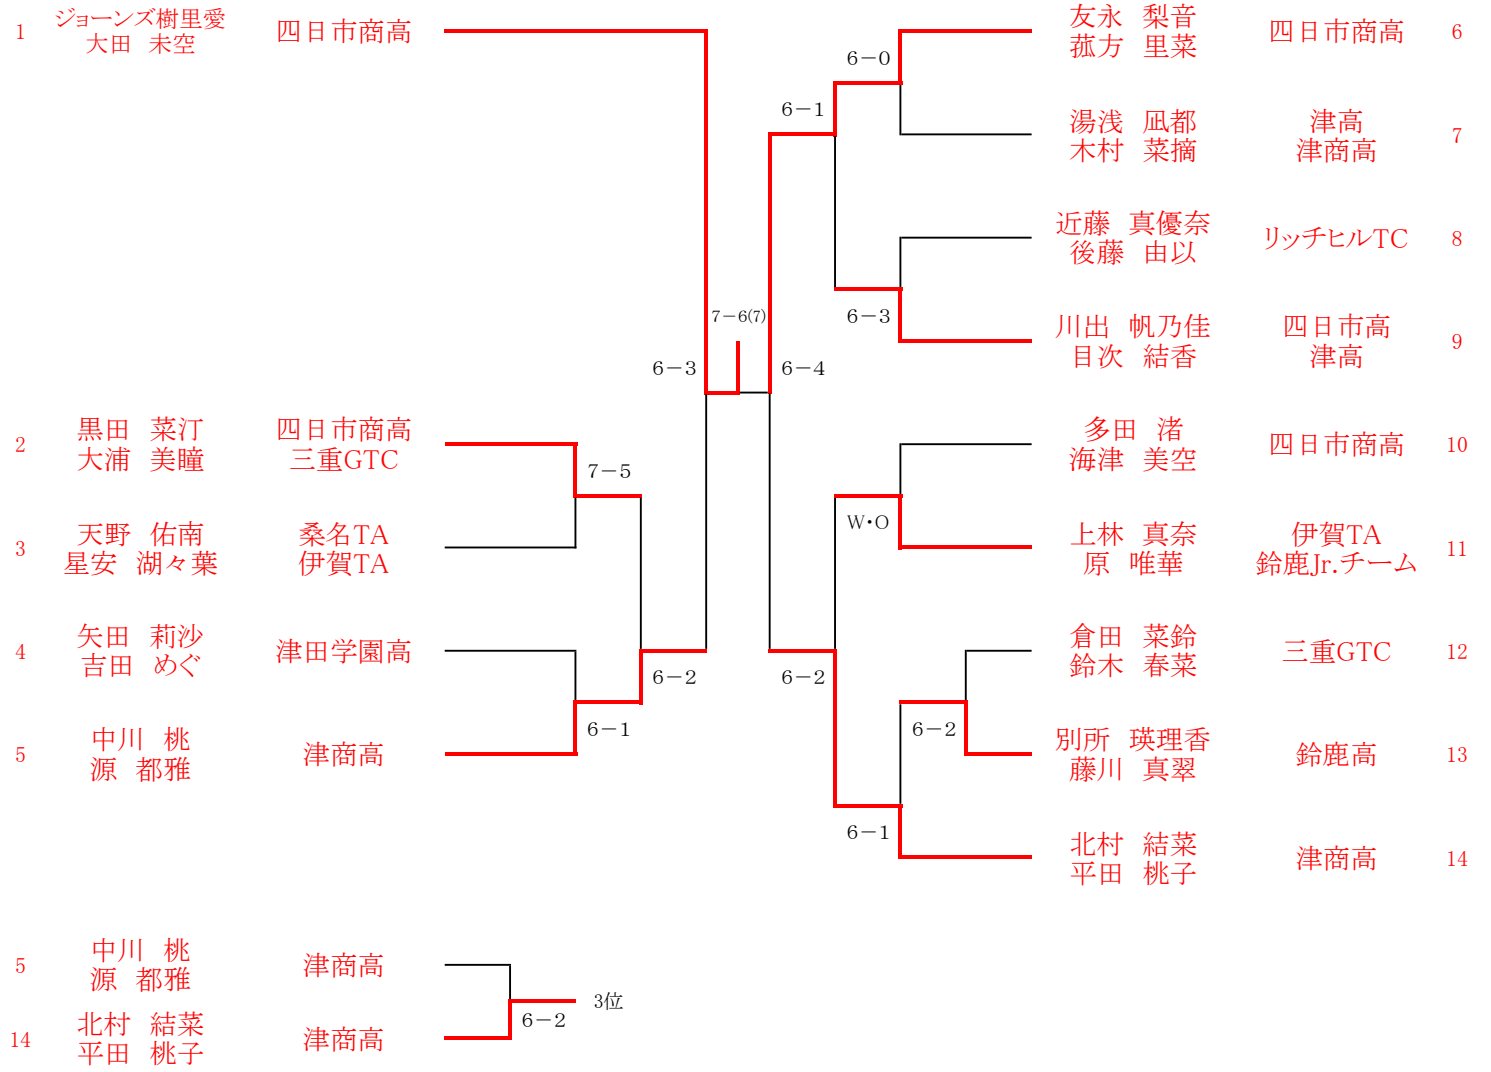 1 ジョーンズ樹里愛 四日市商高
大田 未空
2 黒田 菜汀 四日市商高
大浦 美瞳 三重GTC
3 天野 佑南 桑名TA
星安 湖々葉 伊賀TA
4 矢田 莉沙 津田学園高
吉田 めぐ
5 中川 桃 津商高
源 都雅
7－5
6－1
6－2
6－3
7－6(7)
6－4
6－2
6－1
6－0
6－3
W・O
6－2
6－1
友永 梨音 四日市商高 6
菰方 里菜
湯浅 凪都 津高 7
木村 菜摘 津商高
近藤 真優奈 リッチヒルTC 8
後藤 由以
川出 帆乃佳 四日市高 9
目次 結香 津高
多田 渚 四日市商高 10
海津 美空
上林 真奈 伊賀TA 11
原 唯華 鈴鹿Jr.チーム
倉田 菜鈴 三重GTC 12
鈴木 春菜
別所 瑛理香 鈴鹿高 13
藤川 真翠
北村 結菜 津商高 14
平田 桃子
5 中川 桃 津商高
源 都雅
14 北村 結菜 津商高
平田 桃子
6－2
3位